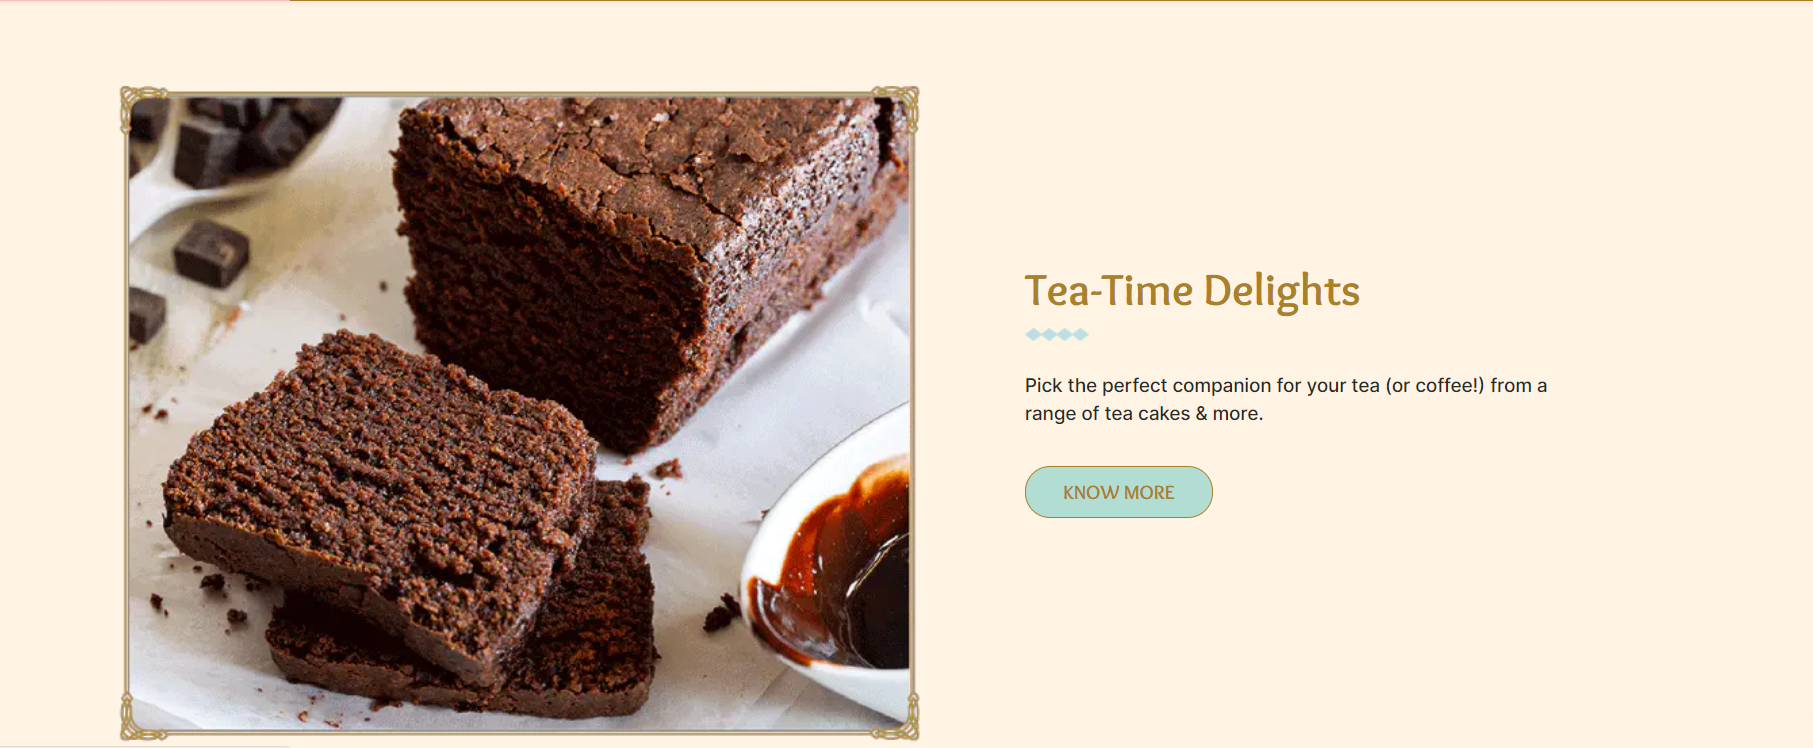 Tea-Time Delights
Pick the perfect companion for your tea (or coffee!) from a
range of tea cakes & more.
KNOW MORE